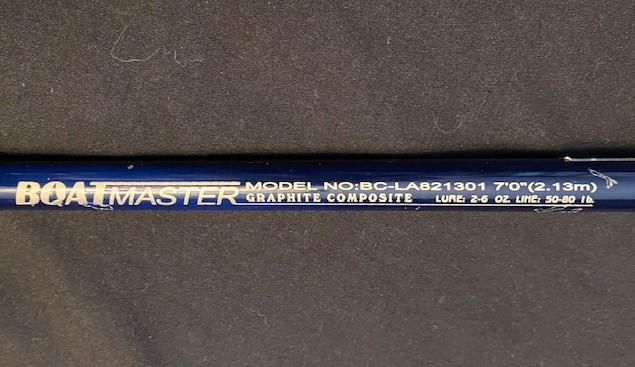 BOATMASTER MODEL NO:BC-LA821301 7'0"(2.13m)
GRAPHITE COMPOSITE LURE: 2-6 OZ. LINE: 50-80 lb.